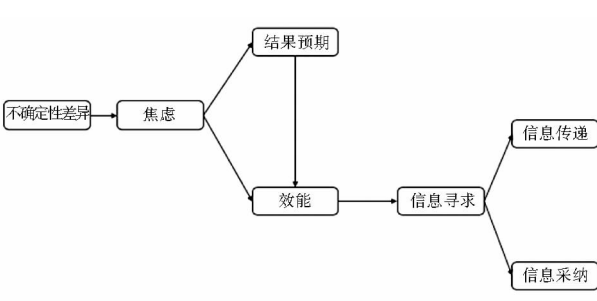 结果预期
不确定性差异
焦虑
信息传递
效能
信息寻求
信息采纳